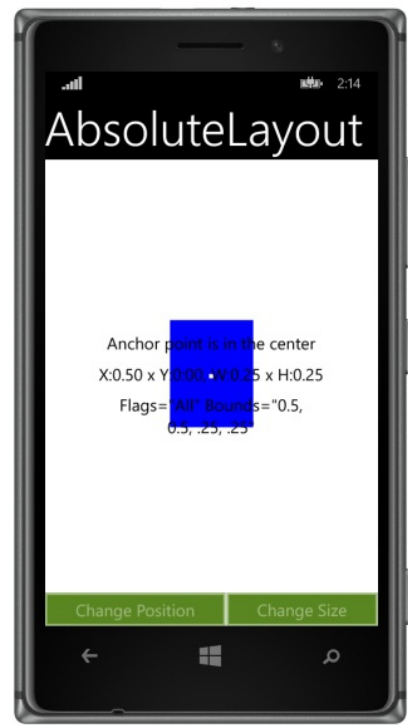 2:14
AbsoluteLayout
Anchor point is in the center
X:0.50 x Y:0:00, W:0.25 x H:0.25
Flags="All" Bounds="0.5,
0.5, .25, .25"
Change Position Change Size